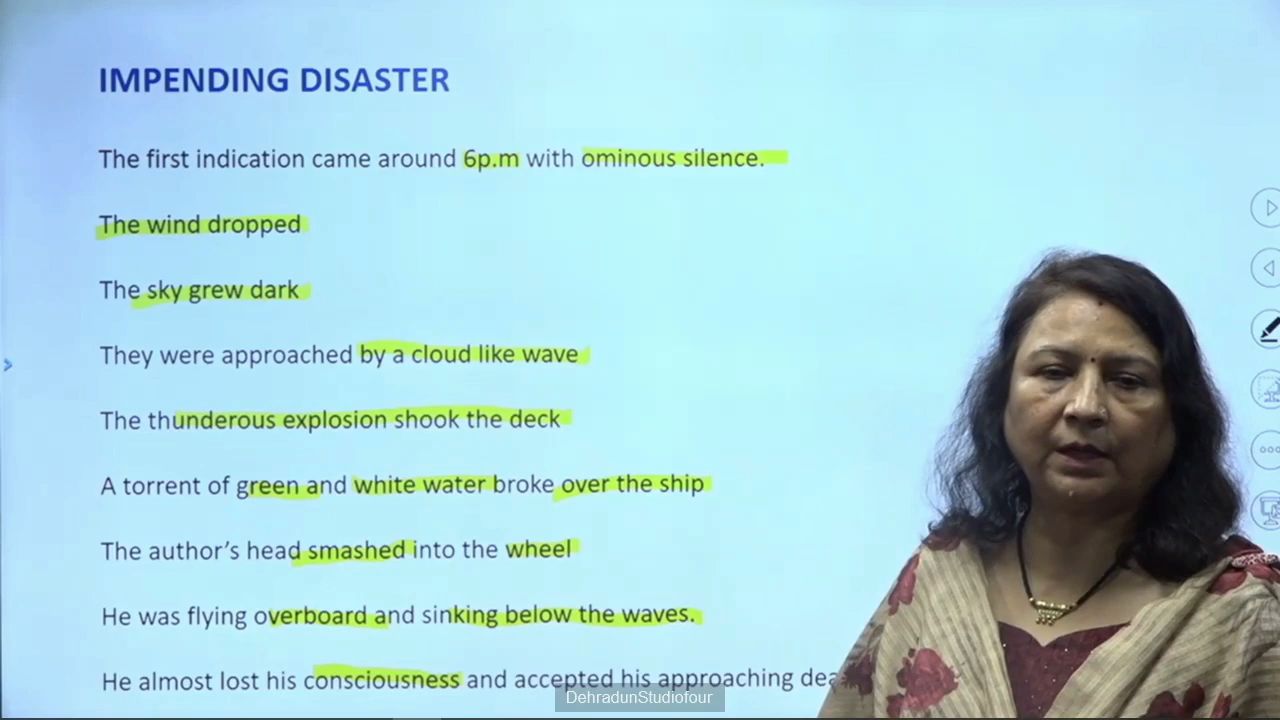 IMPENDING DISASTER
The first indication came around 6p.m with ominous silence.
The wind dropped
The sky grew dark
They were approached by a cloud like wave
The thunderous explosion shook the deck
A torrent of green and white water broke over the ship
The author's head smashed into the wheel
He was flying overboard and sinking below the waves.
He almost lost his consciousness and accepted his approaching
DehradunStudiofour